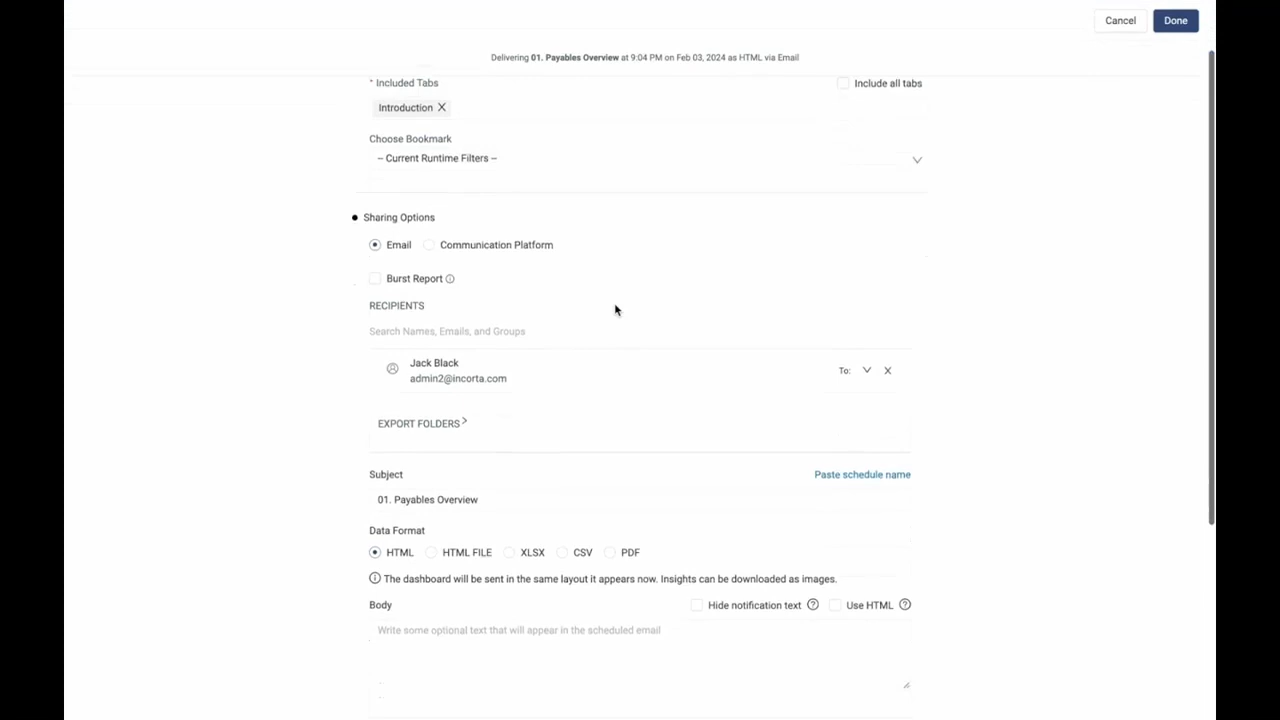 Cancel
Done
Delivering 01. Payables Overview at 9:04 PM on Feb 03, 2024 as HTML via Email
* Included Tabs
Include all tabs
Introduction X
Choose Bookmark
-- Current Runtime Filters --
Sharing Options
Email
Communication Platform
Burst Report
RECIPIENTS
Search Names, Emails, and Groups
Jack Black
admin2@incorta.com
To:
EXPORT FOLDERS
Subject
Paste schedule name
01. Payables Overview
Data Format
HTML
HTML FILE
XLSX
CSV
PDF
The dashboard will be sent in the same layout it appears now. Insights can be downloaded as images.
Body
Hide notification text
Use HTML
Write some optional text that will appear in the scheduled email